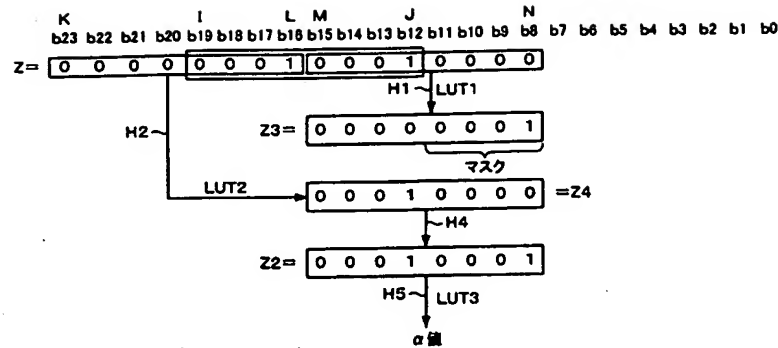 K I L M J N
b23 b22 b21 b20 b19 b18 b17 b16 b15 b14 b13 b12 b11 b10 b9 b8 b7 b6 b5 b4 b3 b2 b1 b0
Z= 0 0 0 0 0 0 0 1 0 0 0 1 0 0 0 0
H1 LUT1
Z3= 0 0 0 0 0 0 0 1
H2
マスク
LUT2
0 0 0 1 0 0 0 0 =Z4
H4
Z2= 0 0 0 1 0 0 0 1
H5 LUT3
α値